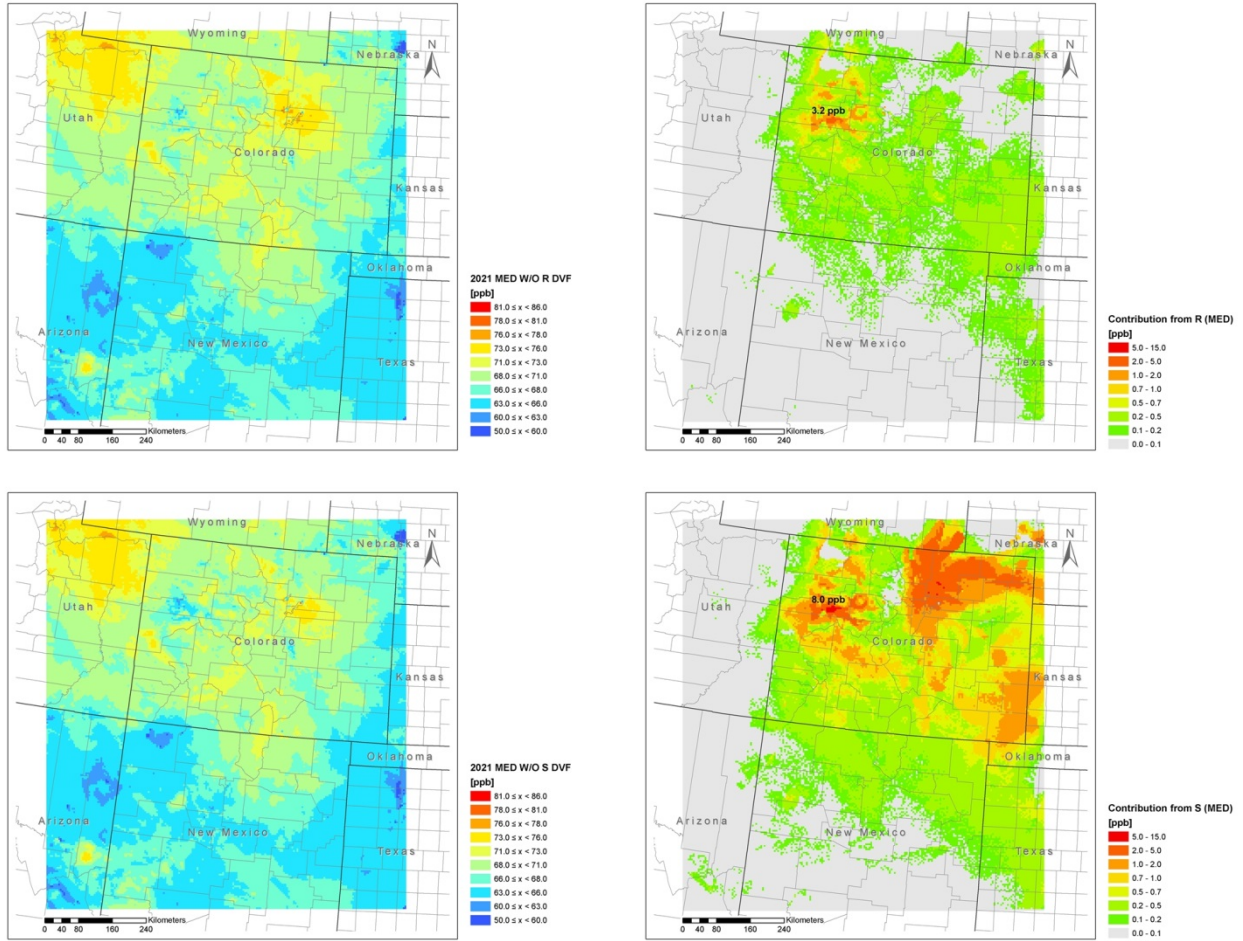 Wyoming
N
Nebraska
Utah
Colorado
Kansas
Oklahoma
Arizona
New Mexico
Texas
0 40 80 160 240 Kilometers
2021 MED W/O R DVF
[ppb]
81.0 ≤ x < 86.0
78.0 ≤ x < 81.0
76.0 ≤ x < 78.0
73.0 ≤ x < 76.0
71.0 ≤ x < 73.0
68.0 ≤ x < 71.0
66.0 ≤ x < 68.0
63.0 ≤ x < 66.0
60.0 ≤ x < 63.0
50.0 ≤ x < 60.0
Wyoming
N
Nebraska
3.2 ppb
Utah
Colorado
Kansas
Oklahoma
Arizona
New Mexico
Texas
0 40 80 160 240 Kilometers
Contribution from R (MED)
[ppb]
5.0 - 15.0
2.0 - 5.0
1.0 - 2.0
0.7 - 1.0
0.5 - 0.7
0.2 - 0.5
0.1 - 0.2
0.0 - 0.1
Wyoming
N
Nebraska
Utah
Colorado
Kansas
Oklahoma
Arizona
New Mexico
Texas
0 40 80 160 240 Kilometers
2021 MED W/O S DVF
[ppb]
81.0 ≤ x < 86.0
78.0 ≤ x < 81.0
76.0 ≤ x < 78.0
73.0 ≤ x < 76.0
71.0 ≤ x < 73.0
68.0 ≤ x < 71.0
66.0 ≤ x < 68.0
63.0 ≤ x < 66.0
60.0 ≤ x < 63.0
50.0 ≤ x < 60.0
Wyoming
N
Nebraska
8.0 ppb
Utah
Colorado
Kansas
Oklahoma
Arizona
New Mexico
Texas
0 40 80 160 240 Kilometers
Contribution from S (MED)
[ppb]
5.0 - 15.0
2.0 - 5.0
1.0 - 2.0
0.7 - 1.0
0.5 - 0.7
0.2 - 0.5
0.1 - 0.2
0.0 - 0.1